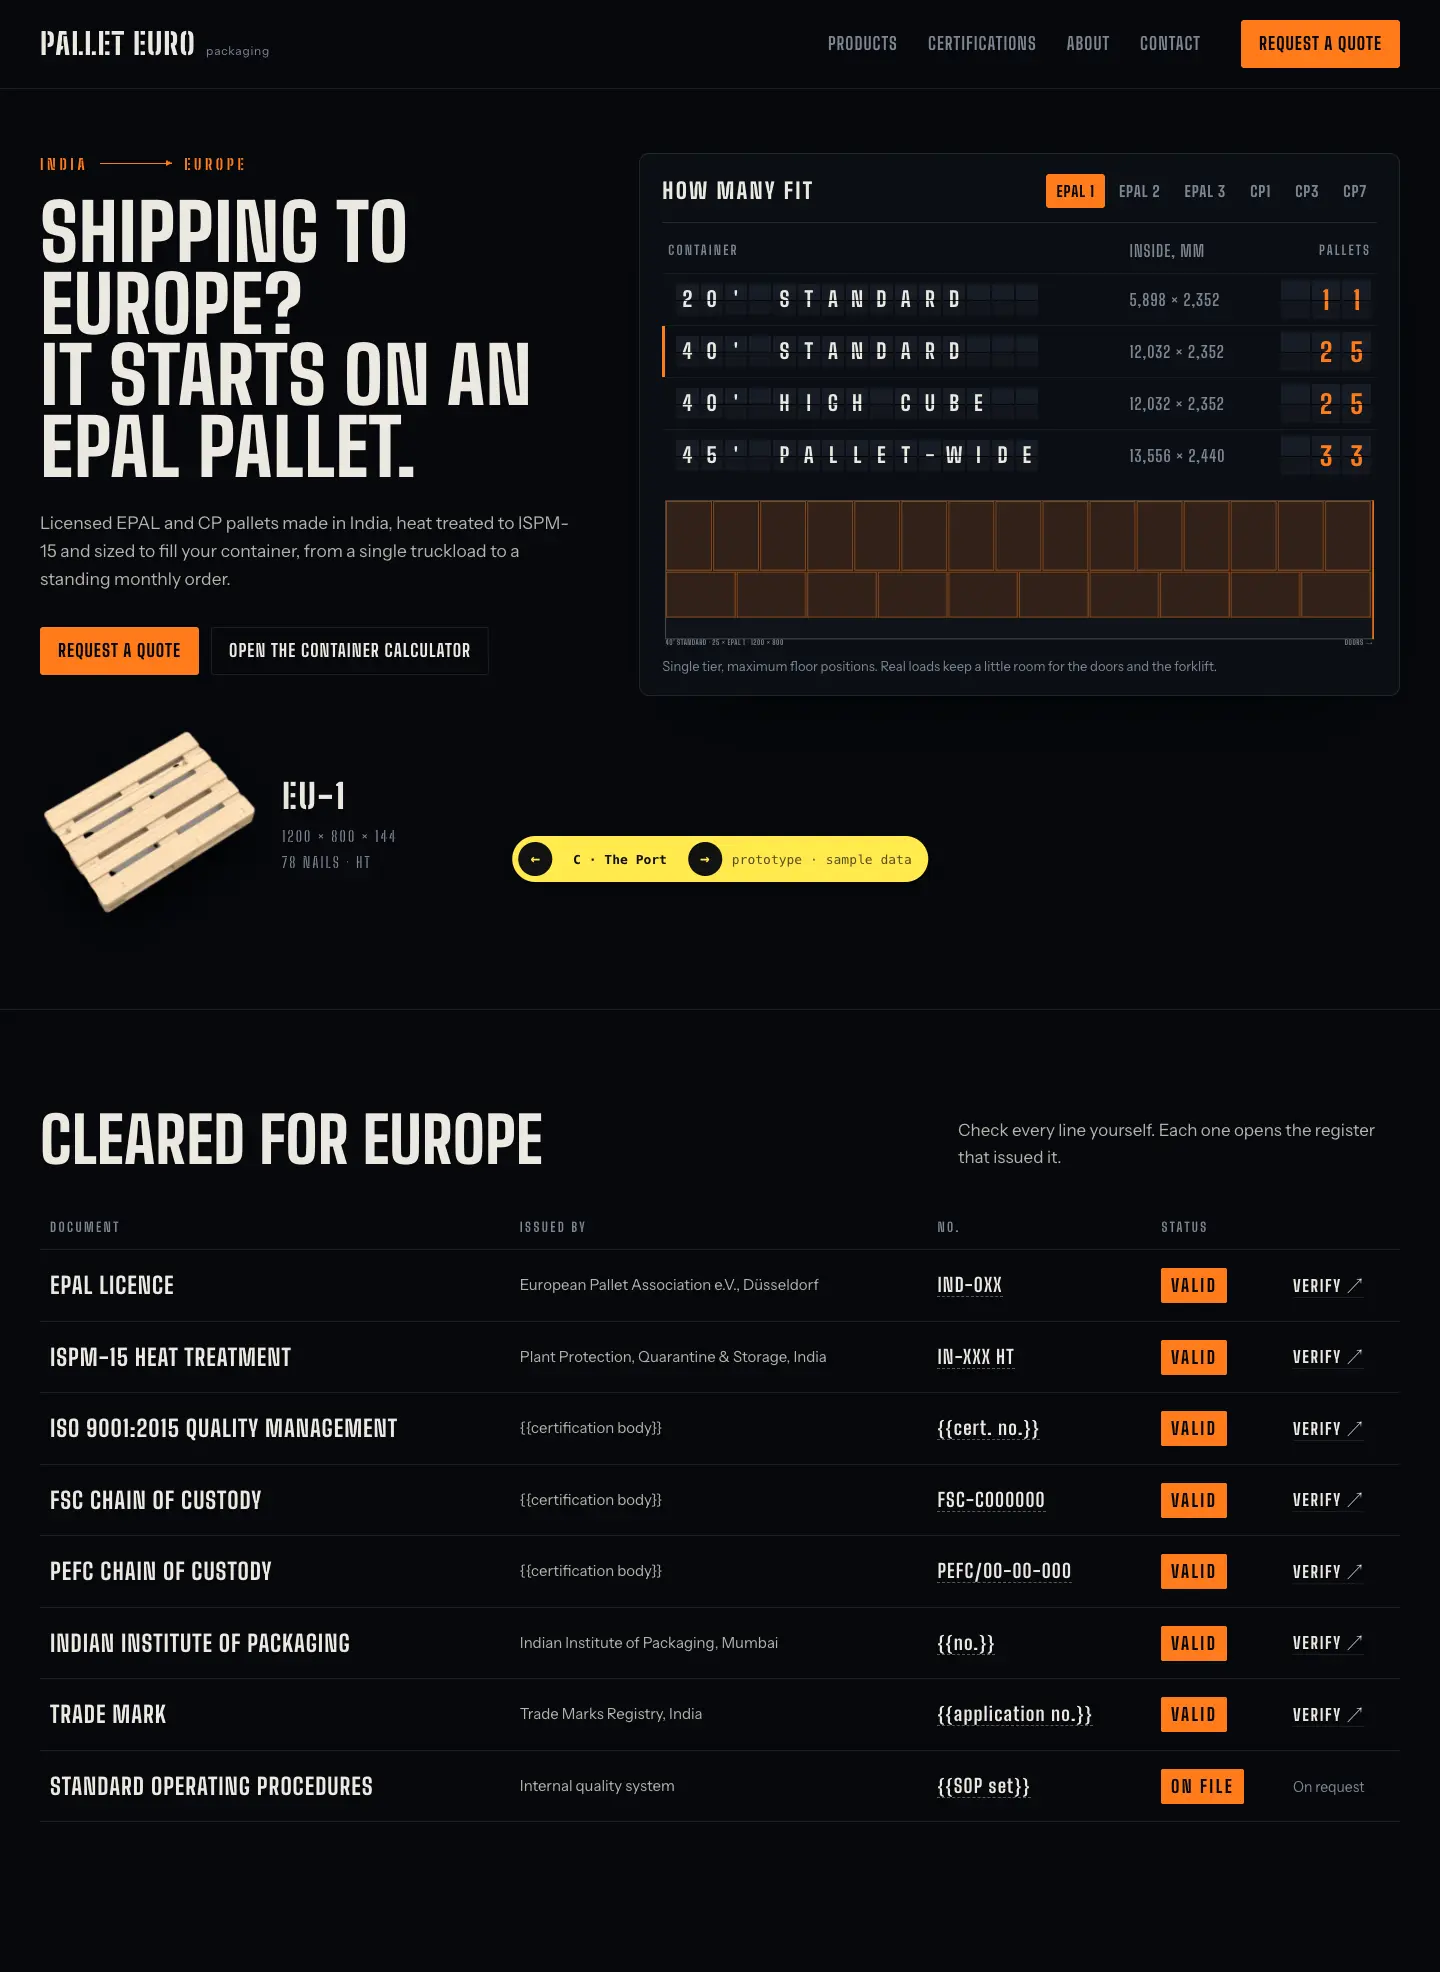 PALLET EURO packaging
PRODUCTS CERTIFICATIONS ABOUT CONTACT REQUEST A QUOTE
INDIA → EUROPE
SHIPPING TO
EUROPE?
IT STARTS ON AN
EPAL PALLET.
Licensed EPAL and CP pallets made in India, heat treated to ISPM-
15 and sized to fill your container, from a single truckload to a
standing monthly order.
REQUEST A QUOTE OPEN THE CONTAINER CALCULATOR
EU-1
1200 × 800 × 144
78 NAILS · HT
HOW MANY FIT EPAL 1 EPAL 2 EPAL 3 CP1 CP3 CP7
CONTAINER INSIDE, MM PALLETS
20' STANDARD 5,898 × 2,352 11
40' STANDARD 12,032 × 2,352 25
40' HIGH CUBE 12,032 × 2,352 25
45' PALLET-WIDE 13,556 × 2,440 33
40' STANDARD · 25 × EPAL 1 · 1200 × 800 DOORS →
Single tier, maximum floor positions. Real loads keep a little room for the doors and the forklift.
← C · The Port → prototype · sample data
CLEARED FOR EUROPE
Check every line yourself. Each one opens the register
that issued it.
DOCUMENT ISSUED BY NO. STATUS
EPAL LICENCE European Pallet Association e.V., Düsseldorf IND-0XX VALID VERIFY ↗
ISPM-15 HEAT TREATMENT Plant Protection, Quarantine & Storage, India IN-XXX HT VALID VERIFY ↗
ISO 9001:2015 QUALITY MANAGEMENT {{certification body}} {{cert. no.}} VALID VERIFY ↗
FSC CHAIN OF CUSTODY {{certification body}} FSC-C000000 VALID VERIFY ↗
PEFC CHAIN OF CUSTODY {{certification body}} PEFC/00-00-000 VALID VERIFY ↗
INDIAN INSTITUTE OF PACKAGING Indian Institute of Packaging, Mumbai {{no.}} VALID VERIFY ↗
TRADE MARK Trade Marks Registry, India {{application no.}} VALID VERIFY ↗
STANDARD OPERATING PROCEDURES Internal quality system {{SOP set}} ON FILE On request